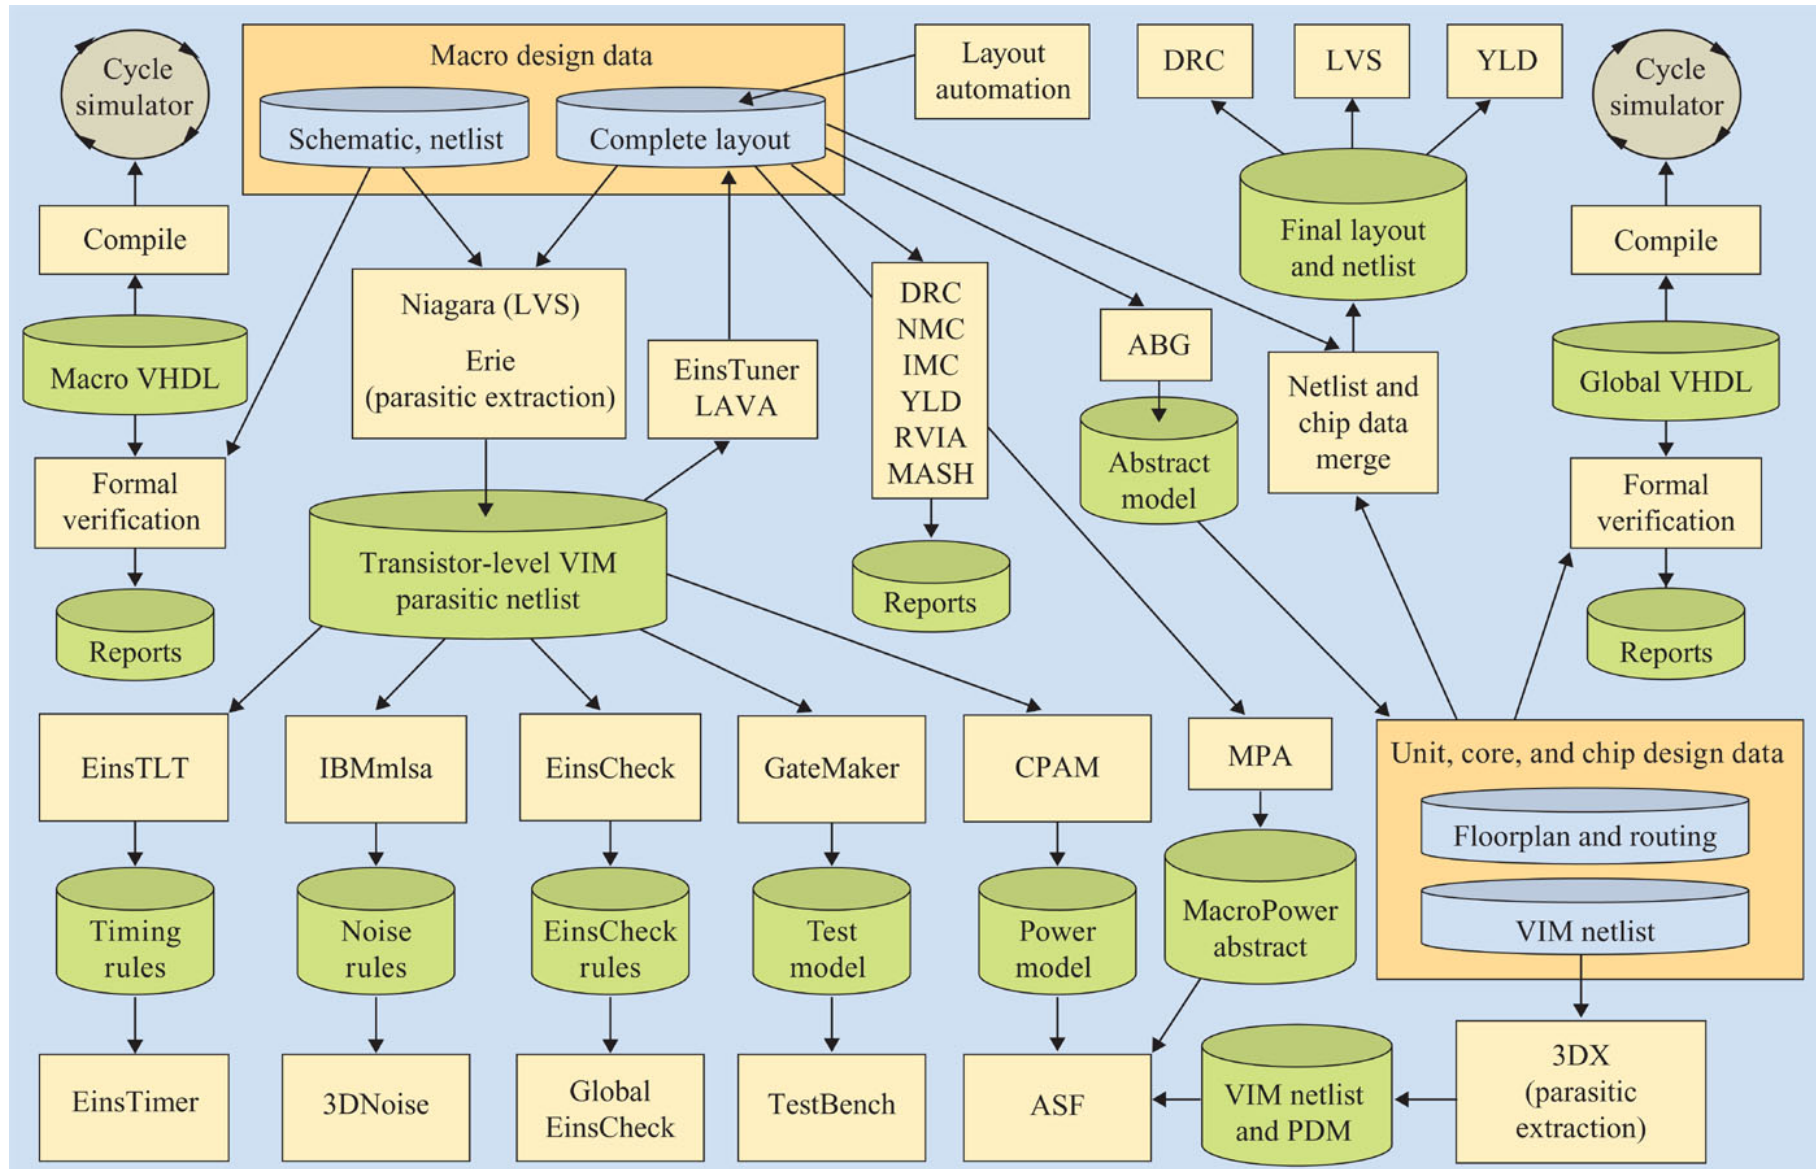 Cycle
simulator
Macro design data
Schematic, netlist
Complete layout
Layout
automation
DRC
LVS
YLD
Cycle
simulator
Compile
Final layout
and netlist
Compile
Macro VHDL
Niagara (LVS)
Erie
(parasitic extraction)
EinsTuner
LAVA
DRC
NMC
IMC
YLD
RVIA
MASH
ABG
Netlist and
chip data
merge
Global VHDL
Formal
verification
Abstract
model
Formal
verification
Transistor-level VIM
parasitic netlist
Reports
Reports
Reports
EinsTLT
IBMmlsa
EinsCheck
GateMaker
CPAM
MPA
Unit, core, and chip design data
Floorplan and routing
VIM netlist
Timing
rules
Noise
rules
EinsCheck
rules
Test
model
Power
model
MacroPower
abstract
EinsTimer
3DNoise
Global
EinsCheck
TestBench
ASF
VIM netlist
and PDM
3DX
(parasitic
extraction)